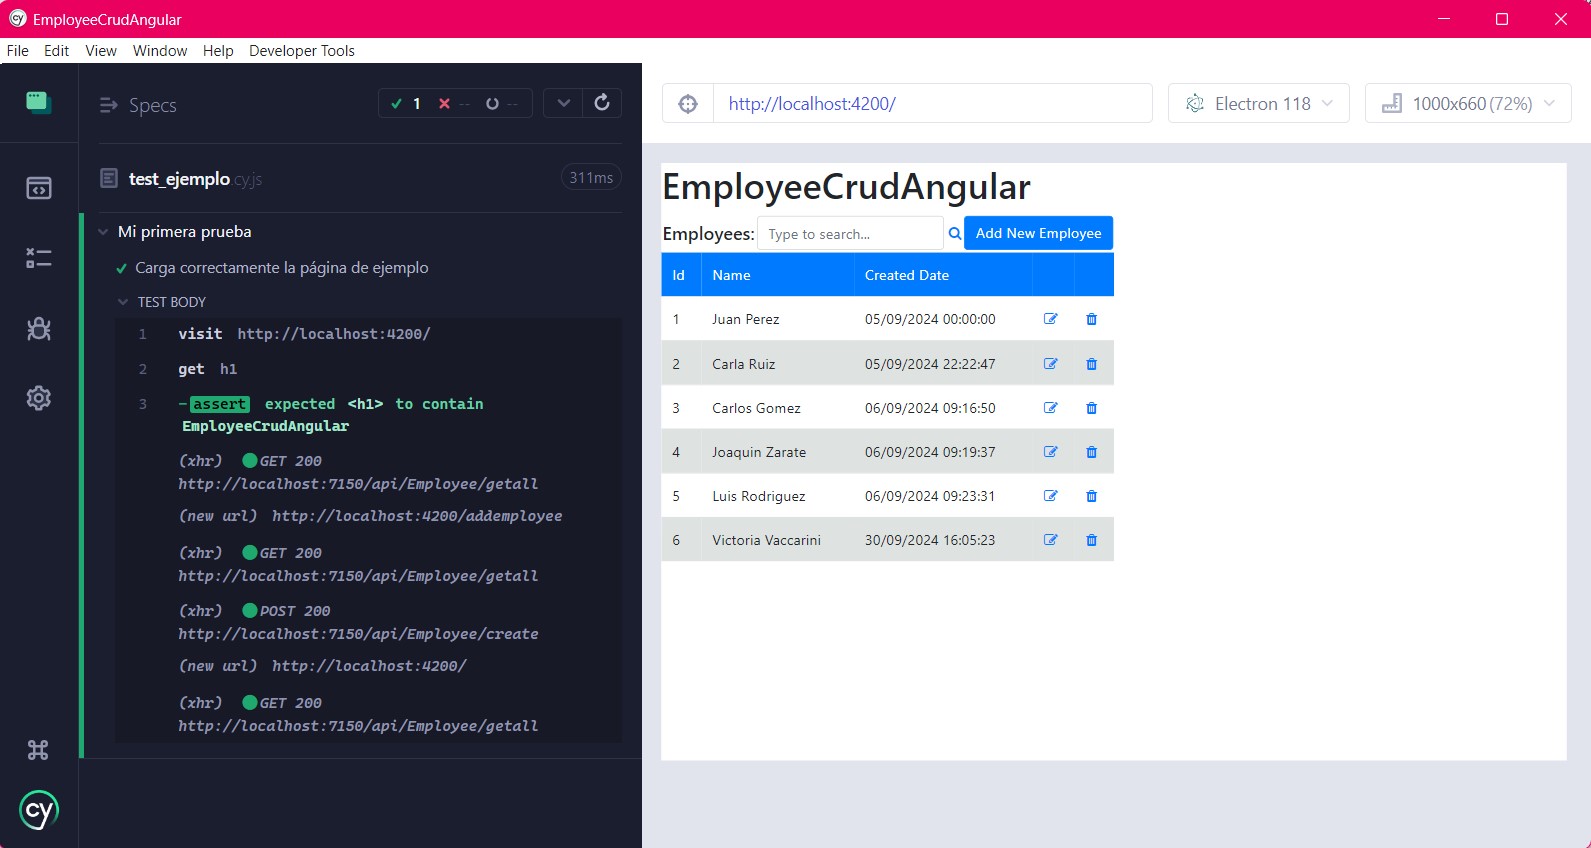 EmployeeCrudAngular
File Edit View Window Help Developer Tools
Specs
1 -- --
test_ejemplo.cy.js
311ms
Mi primera prueba
Carga correctamente la página de ejemplo
TEST BODY
1 visit http://localhost:4200/
2 get h1
3 -assert expected <h1> to contain
EmployeeCrudAngular
(xhr) GET 200
http://localhost:7150/api/Employee/getall
(new url) http://localhost:4200/addemployee
(xhr) GET 200
http://localhost:7150/api/Employee/getall
(xhr) POST 200
http://localhost:7150/api/Employee/create
(new url) http://localhost:4200/
(xhr) GET 200
http://localhost:7150/api/Employee/getall
cy
http://localhost:4200/
Electron 118
1000x660 (72%)
EmployeeCrudAngular
Employees: Type to search... Add New Employee
Id Name Created Date
1 Juan Perez 05/09/2024 00:00:00
2 Carla Ruiz 05/09/2024 22:22:47
3 Carlos Gomez 06/09/2024 09:16:50
4 Joaquin Zarate 06/09/2024 09:19:37
5 Luis Rodriguez 06/09/2024 09:23:31
6 Victoria Vaccarini 30/09/2024 16:05:23